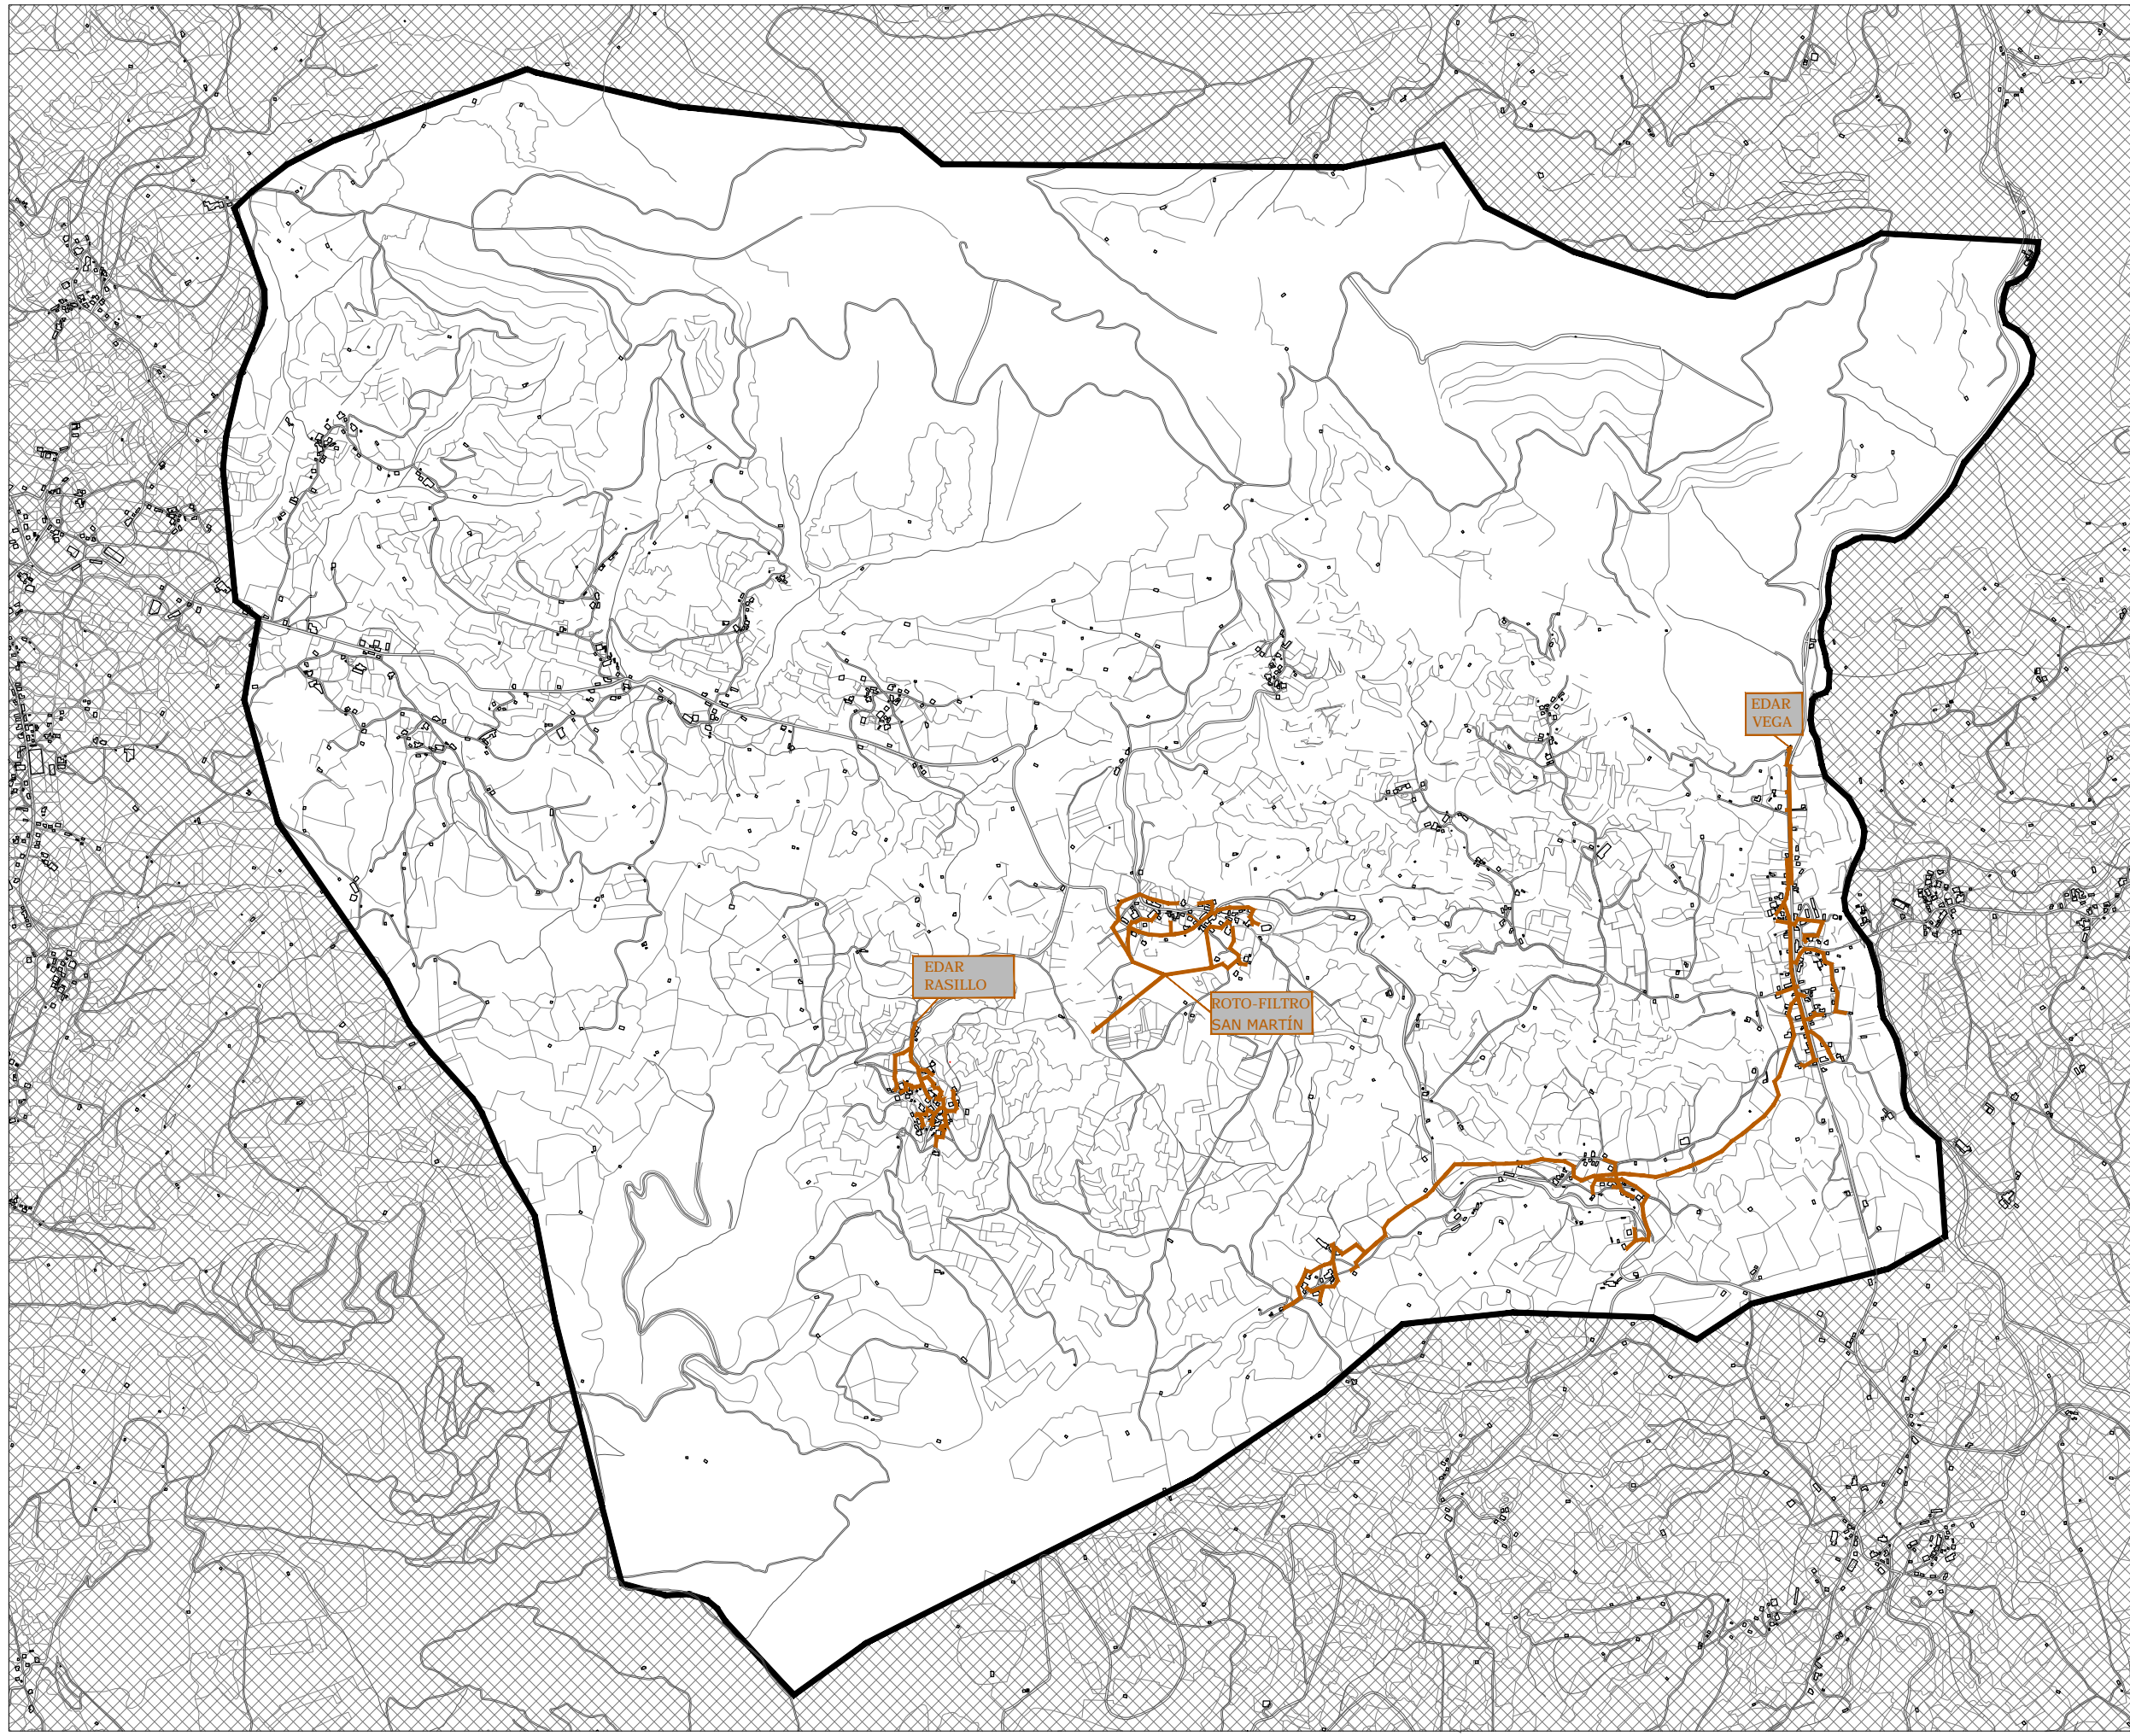 EDAR
VEGA
EDAR
RASILLO
ROTO-FILTRO
SAN MARTÍN